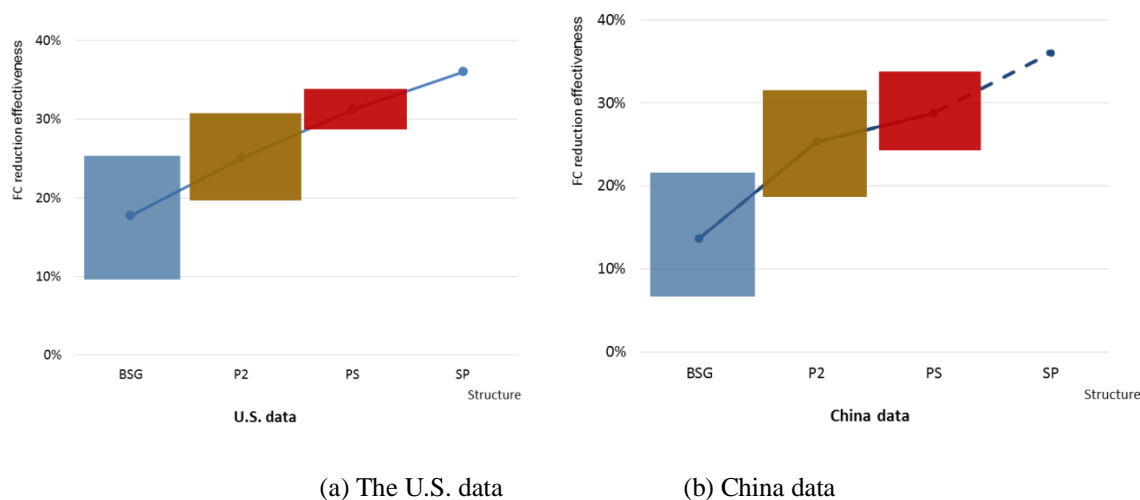 FC reduction effectiveness
40%
30%
20%
10%
0%
BSG P2 PS SP
Structure
U.S. data
FC reduction effectiveness
40%
30%
20%
10%
0%
BSG P2 PS SP
Structure
China data
(a) The U.S. data (b) China data